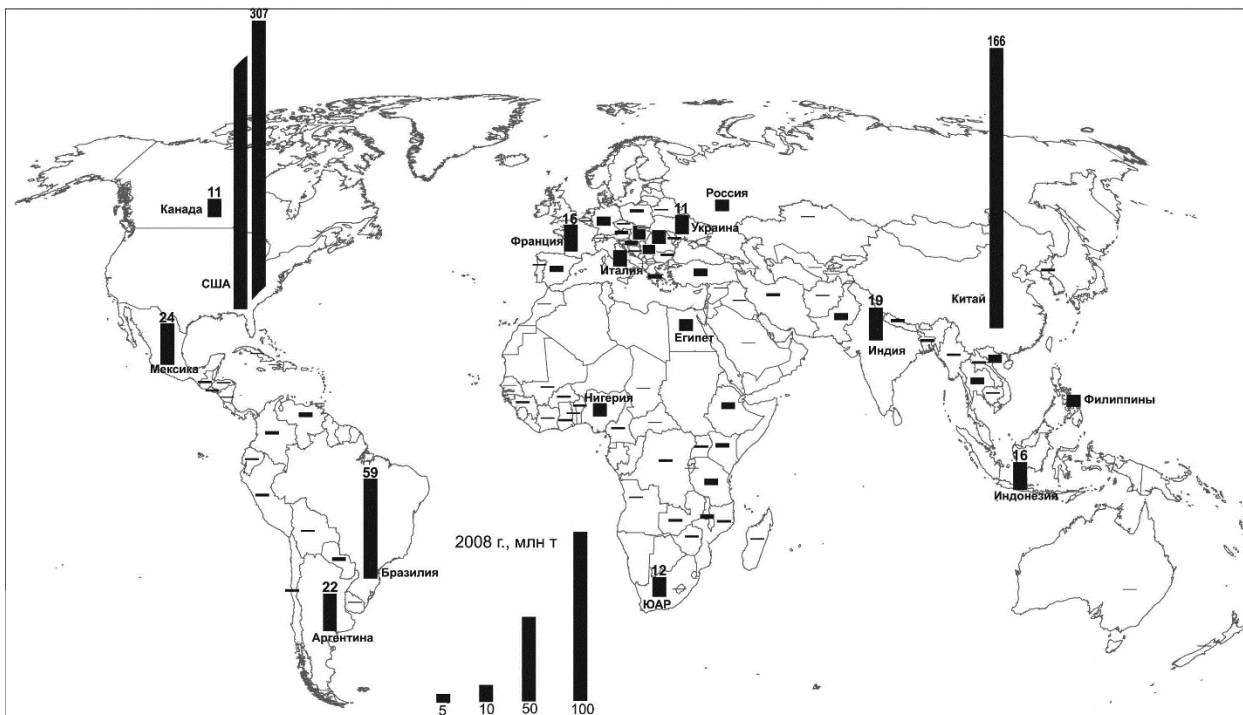 307
166
11
Канада
США
24
Мексика
16
Франция
Италия
11
Украина
Россия
Египет
Нигерия
19
Индия
Китай
Филиппины
16
Индонезия
59
Бразилия
22
Аргентина
12
ЮАР
2008 г., млн т
5
10
50
100